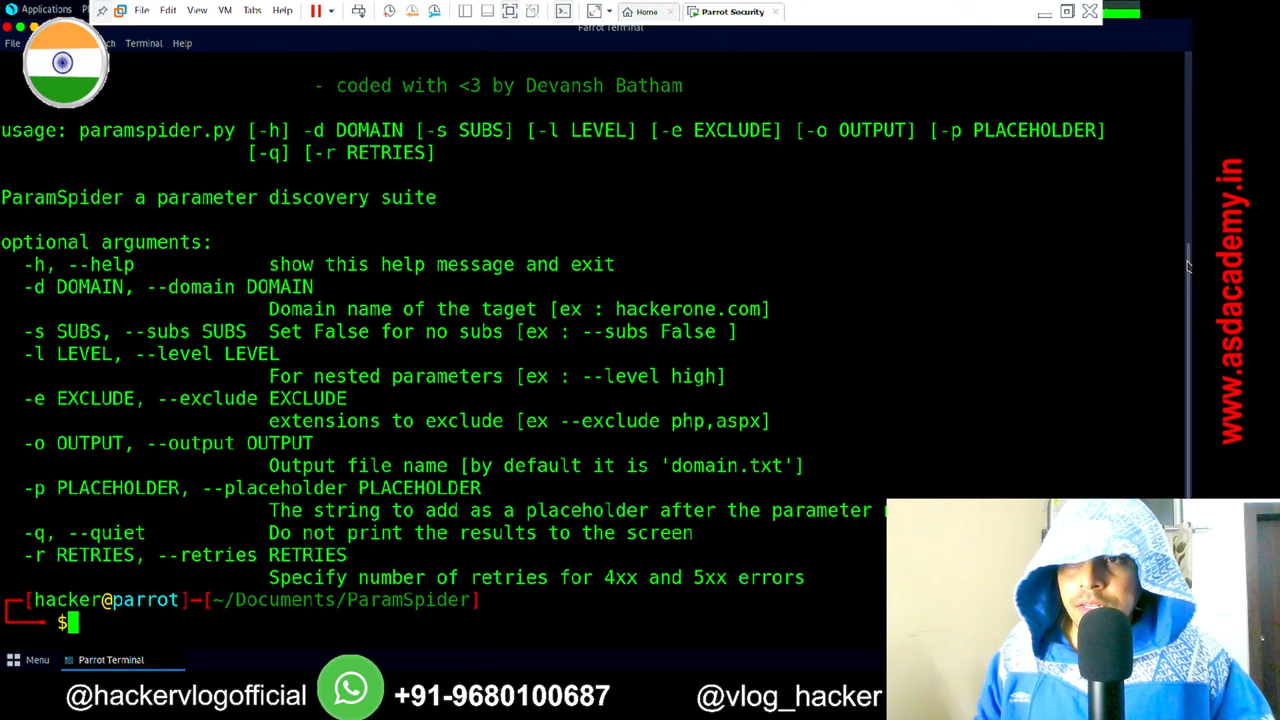 Applications
File Edit View VM Tabs Help
Home
Parrot Security
Parrot Terminal
File
Terminal Help
- coded with <3 by Devansh Batham
usage: paramspider.py [-h] -d DOMAIN [-s SUBS] [-l LEVEL] [-e EXCLUDE] [-o OUTPUT] [-p PLACEHOLDER]
[-q] [-r RETRIES]
ParamSpider a parameter discovery suite
optional arguments:
-h, --help show this help message and exit
-d DOMAIN, --domain DOMAIN
Domain name of the taget [ex : hackerone.com]
-s SUBS, --subs SUBS Set False for no subs [ex : --subs False ]
-l LEVEL, --level LEVEL
For nested parameters [ex : --level high]
-e EXCLUDE, --exclude EXCLUDE
extensions to exclude [ex --exclude php,aspx]
-o OUTPUT, --output OUTPUT
Output file name [by default it is 'domain.txt']
-p PLACEHOLDER, --placeholder PLACEHOLDER
The string to add as a placeholder after the parameter
-q, --quiet Do not print the results to the screen
-r RETRIES, --retries RETRIES
Specify number of retries for 4xx and 5xx errors
[hacker@parrot]-[~/Documents/ParamSpider]
$
Menu Parrot Terminal
@hackervlogofficial +91-9680100687 @vlog_hacker
www.asdacademy.in